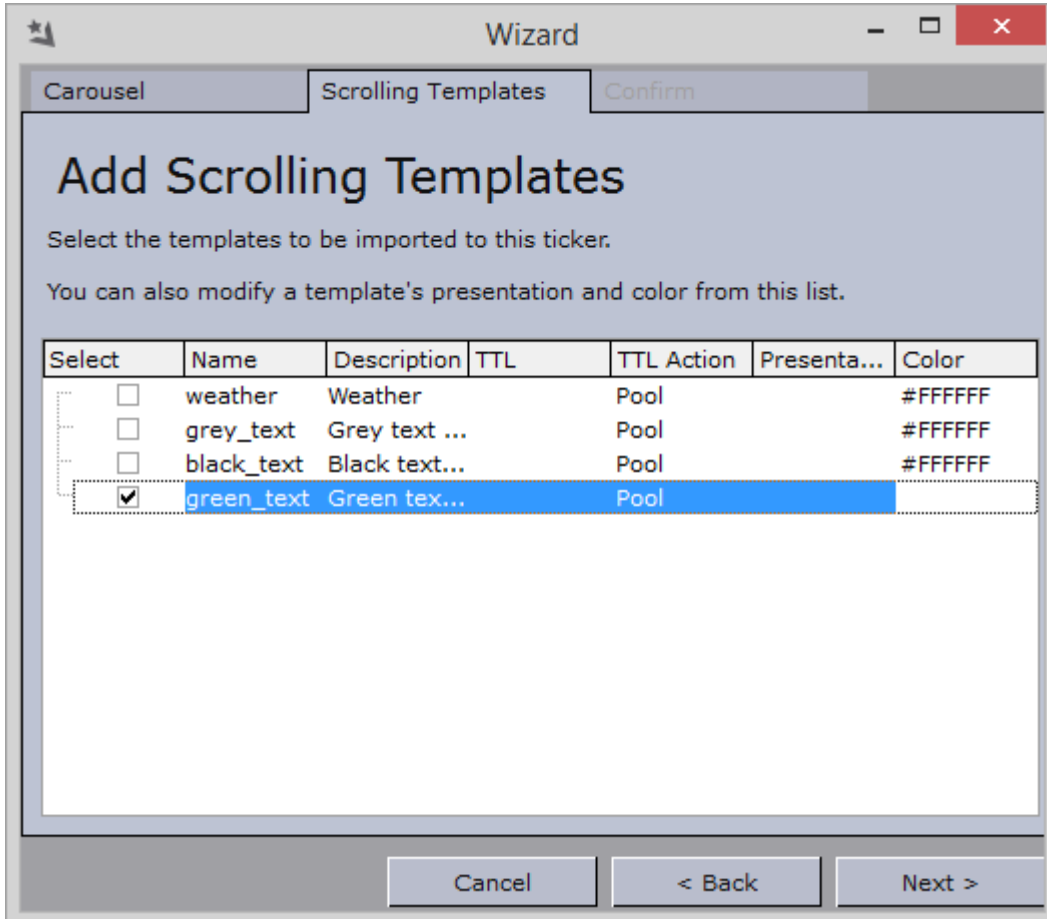 Wizard
Carousel Scrolling Templates Confirm
Add Scrolling Templates
Select the templates to be imported to this ticker.
You can also modify a template's presentation and color from this list.
Select Name Description TTL TTL Action Presenta... Color
weather Weather Pool #FFFFFF
grey_text Grey text ... Pool #FFFFFF
black_text Black text... Pool #FFFFFF
green_text Green tex... Pool
Cancel < Back Next >